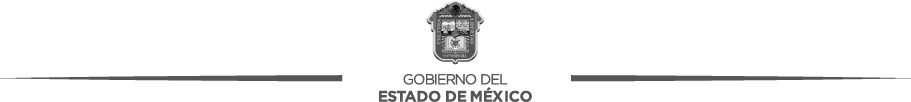 GOBIERNO DEL
ESTADO DE MÉXICO